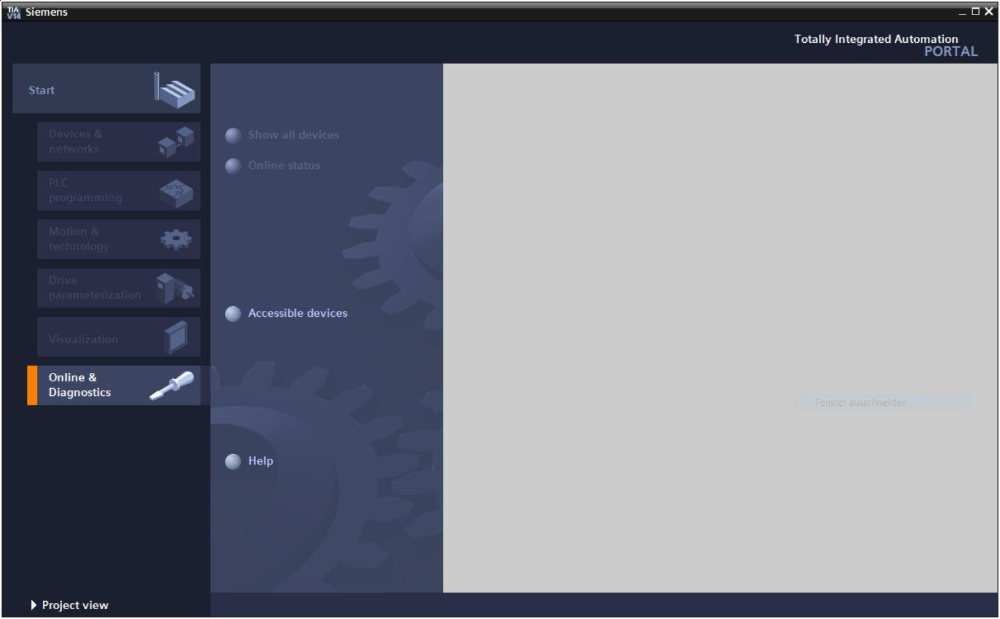 TIA
V14
Siemens
Totally Integrated Automation
PORTAL
Start
Devices &
networks
PLC
programming
Motion &
technology
Drive
parameterization
Visualization
Online &
Diagnostics
Show all devices
Online status
Accessible devices
Help
Fenster ausschneiden
Project view